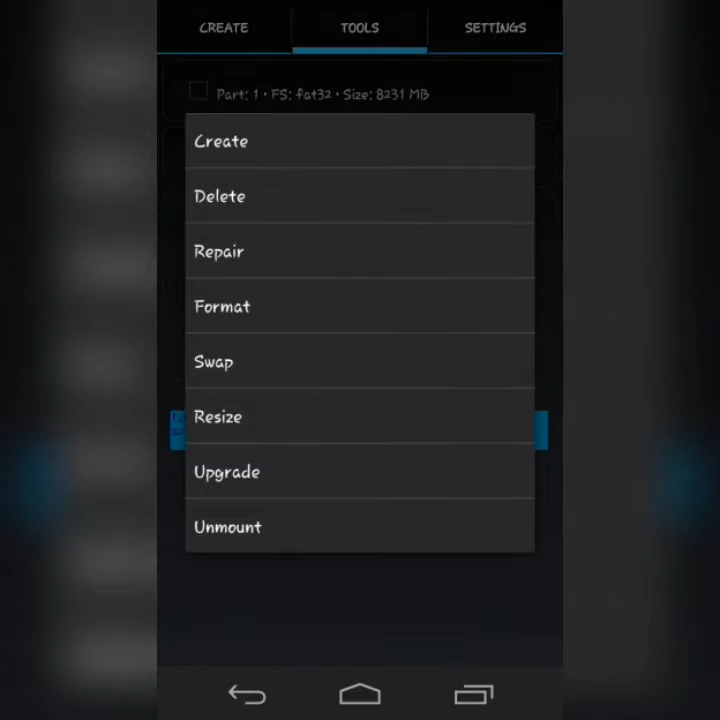 CREATE TOOLS SETTINGS
Part: 1 • FS: fat32 • Size: 8231 MB
Create
Delete
Repair
Format
Swap
Resize
Upgrade
Unmount